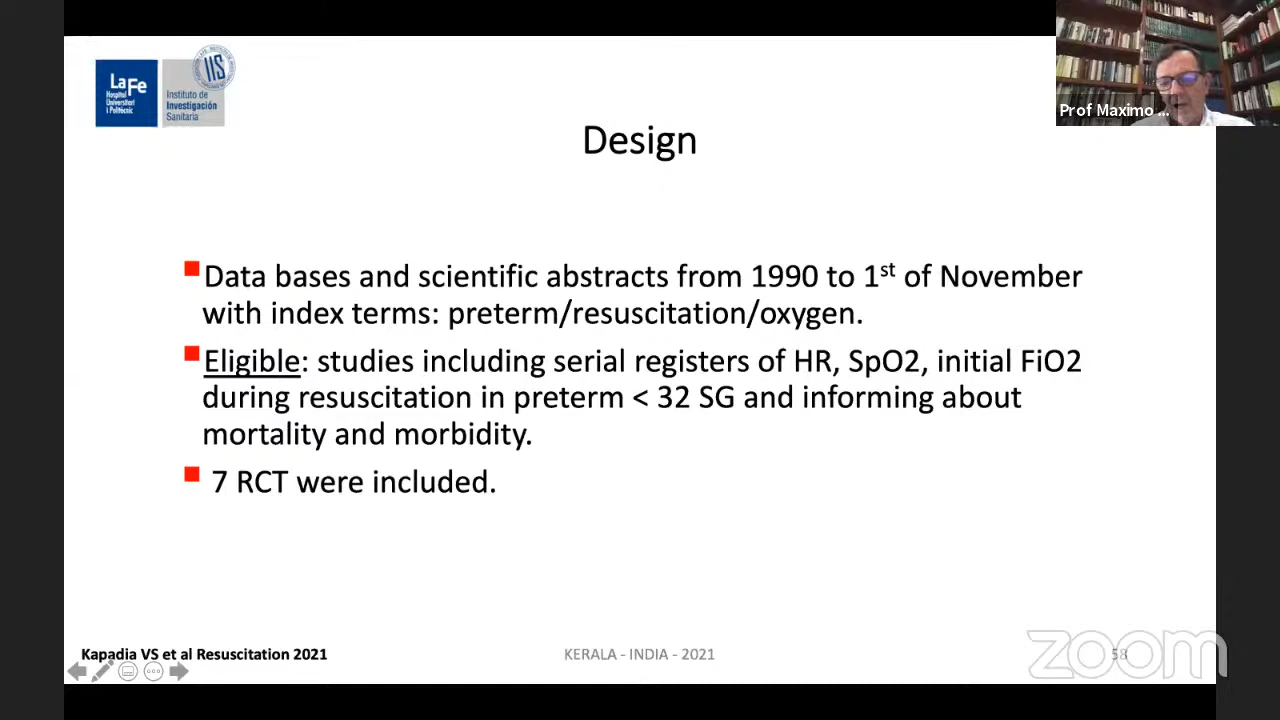 LaFe
Hospital
Universitari
i Politècnic
IIS
Instituto de
Investigación
Sanitaria
Prof Maximo ...
Design
Data bases and scientific abstracts from 1990 to 1st of November
with index terms: preterm/resuscitation/oxygen.
Eligible: studies including serial registers of HR, SpO2, initial FiO2
during resuscitation in preterm < 32 SG and informing about
mortality and morbidity.
7 RCT were included.
Kapadia VS et al Resuscitation 2021
KERALA - INDIA - 2021
58
zoom